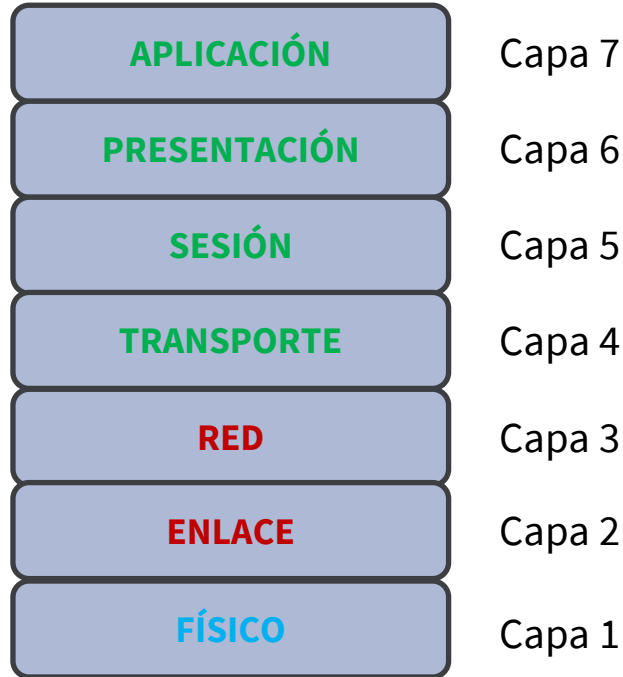 APLICACIÓN Capa 7
PRESENTACIÓN Capa 6
SESIÓN Capa 5
TRANSPORTE Capa 4
RED Capa 3
ENLACE Capa 2
FÍSICO Capa 1